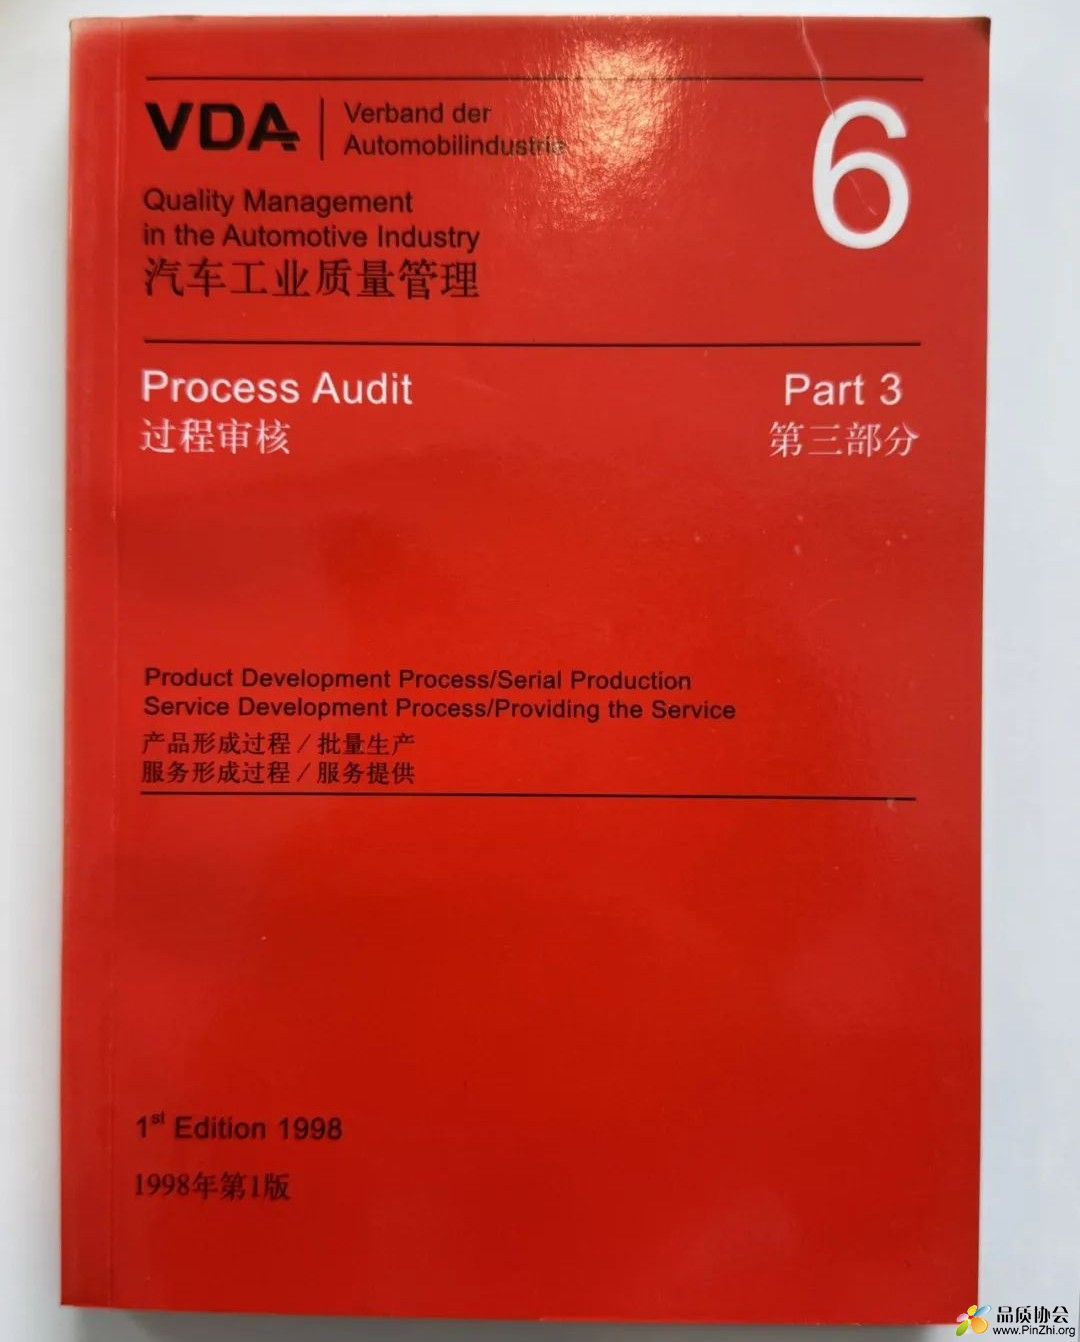 VDA
Verband der
Automobilindustrie
6
Quality Management
in the Automotive Industry
汽车工业质量管理
Process Audit
Part 3
过程审核
第三部分
Product Development Process/Serial Production
Service Development Process/Providing the Service
产品形成过程/批量生产
服务形成过程/服务提供
1st Edition 1998
1998年第1版
品质协会
www.PinZhi.org